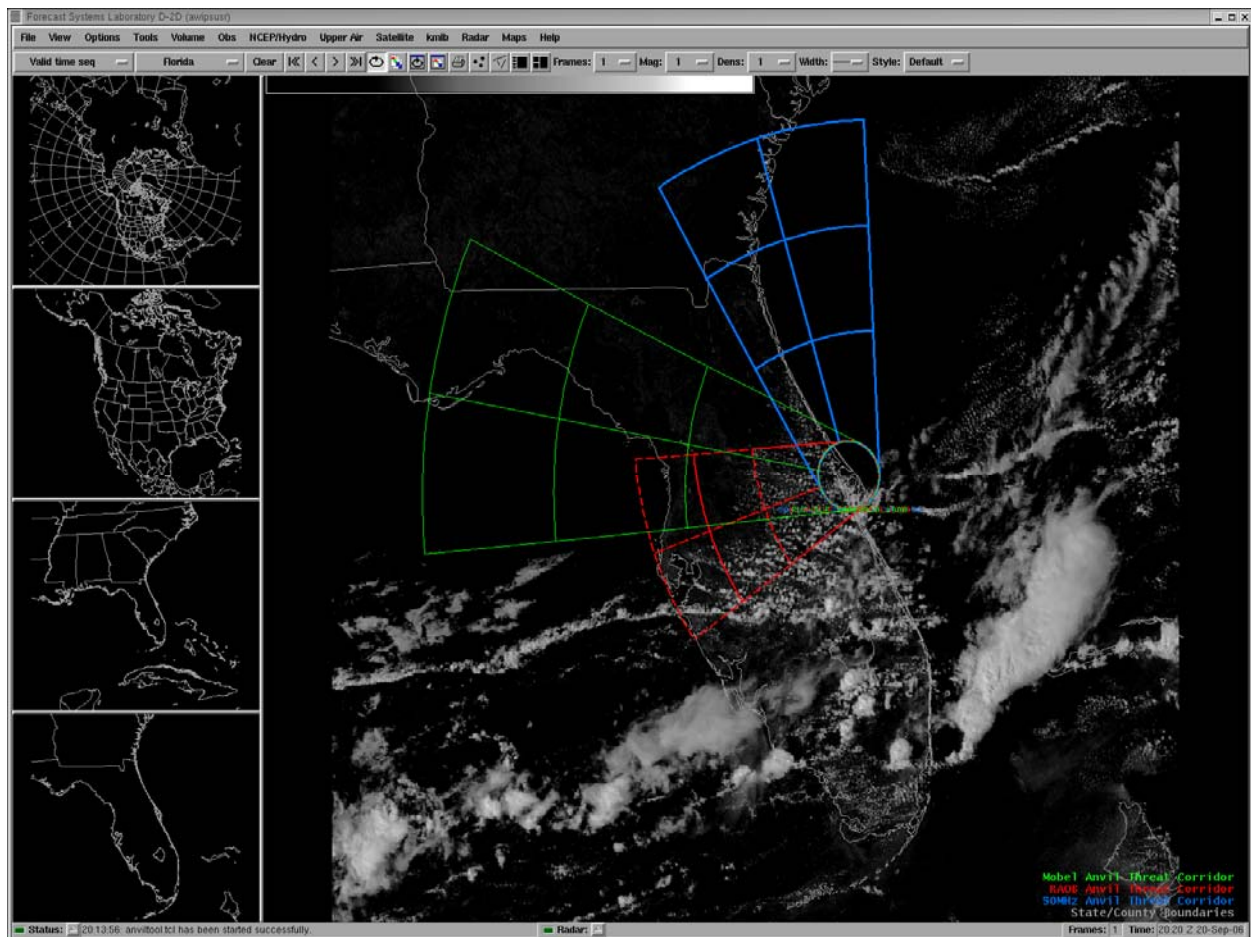 Forecast Systems Laboratory D-2D (awipsusr)
File View Options Tools Volume Obs NCEP/Hydro Upper Air Satellite kmlb Radar Maps Help
Valid time seq Florida Clear Frames: 1 Mag: 1 Dens: 1 Width: Style: Default
Mobel Anvil Threat Corridor
RAOB Anvil Threat Corridor
50MHz Anvil Threat Corridor
State/County Boundaries
Status: 20:13:56: anviltool.tcl has been started successfully. Radar: Frames: 1 Time: 20:20 Z 20-Sep-06